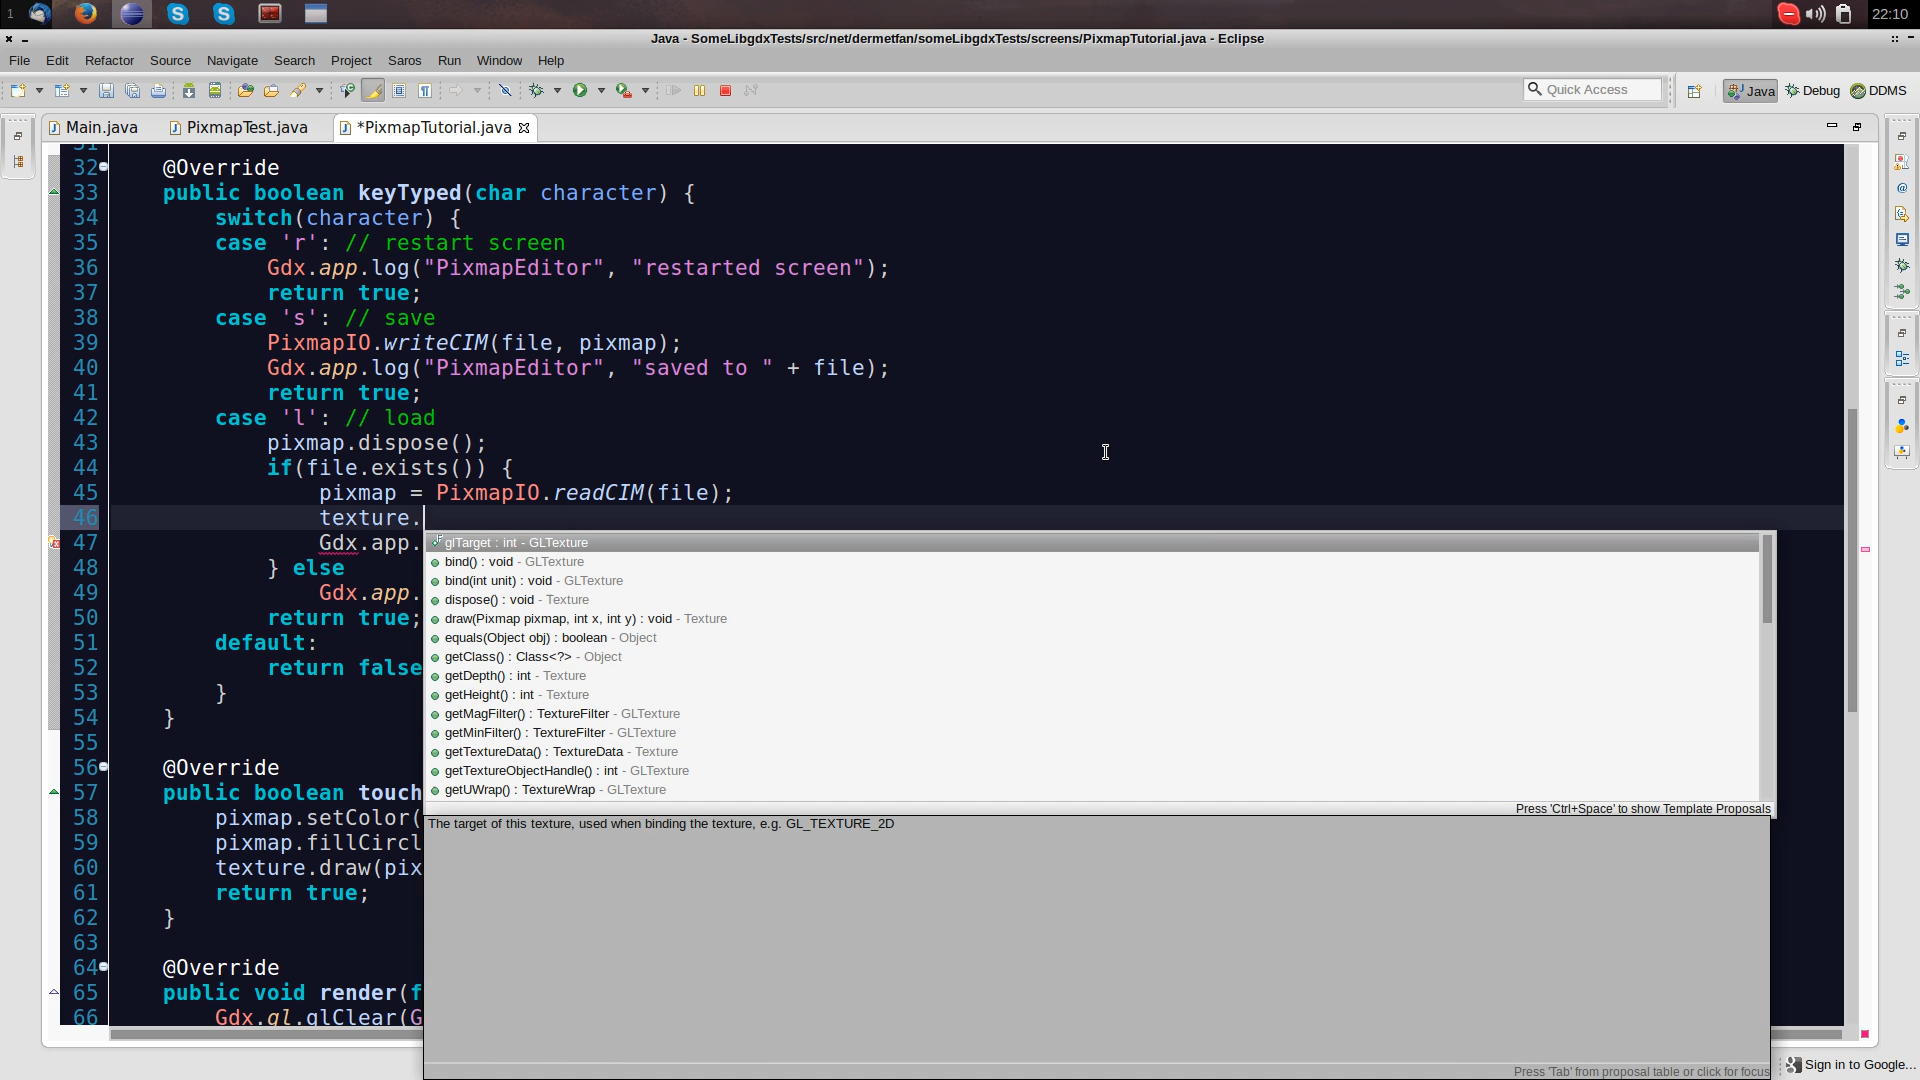 1
22:10
Java - SomeLibgdxTests/src/net/dermetfan/someLibgdxTests/screens/PixmapTutorial.java - Eclipse
File Edit Refactor Source Navigate Search Project Saros Run Window Help
Quick Access
Java Debug DDMS
Main.java PixmapTest.java *PixmapTutorial.java
31
32 @Override
33 public boolean keyTyped(char character) {
34 switch(character) {
35 case 'r': // restart screen
36 Gdx.app.log("PixmapEditor", "restarted screen");
37 return true;
38 case 's': // save
39 PixmapIO.writeCIM(file, pixmap);
40 Gdx.app.log("PixmapEditor", "saved to " + file);
41 return true;
42 case 'l': // load
43 pixmap.dispose();
44 if(file.exists()) {
45 pixmap = PixmapIO.readCIM(file);
46 texture.
47 Gdx.app.
48 } else
49 Gdx.app.
50 return true;
51 default:
52 return false
53 }
54 }
55
56 @Override
57 public boolean touch
58 pixmap.setColor(
59 pixmap.fillCircl
60 texture.draw(pix
61 return true;
62 }
63
64 @Override
65 public void render(f
66 Gdx.gl.glClear(G
glTarget : int - GLTexture
bind() : void - GLTexture
bind(int unit) : void - GLTexture
dispose() : void - Texture
draw(Pixmap pixmap, int x, int y) : void - Texture
equals(Object obj) : boolean - Object
getClass() : Class<?> - Object
getDepth() : int - Texture
getHeight() : int - Texture
getMagFilter() : TextureFilter - GLTexture
getMinFilter() : TextureFilter - GLTexture
getTextureData() : TextureData - Texture
getTextureObjectHandle() : int - GLTexture
getUWrap() : TextureWrap - GLTexture
Press 'Ctrl+Space' to show Template Proposals
The target of this texture, used when binding the texture, e.g. GL_TEXTURE_2D
Press 'Tab' from proposal table or click for focus
Sign in to Google...